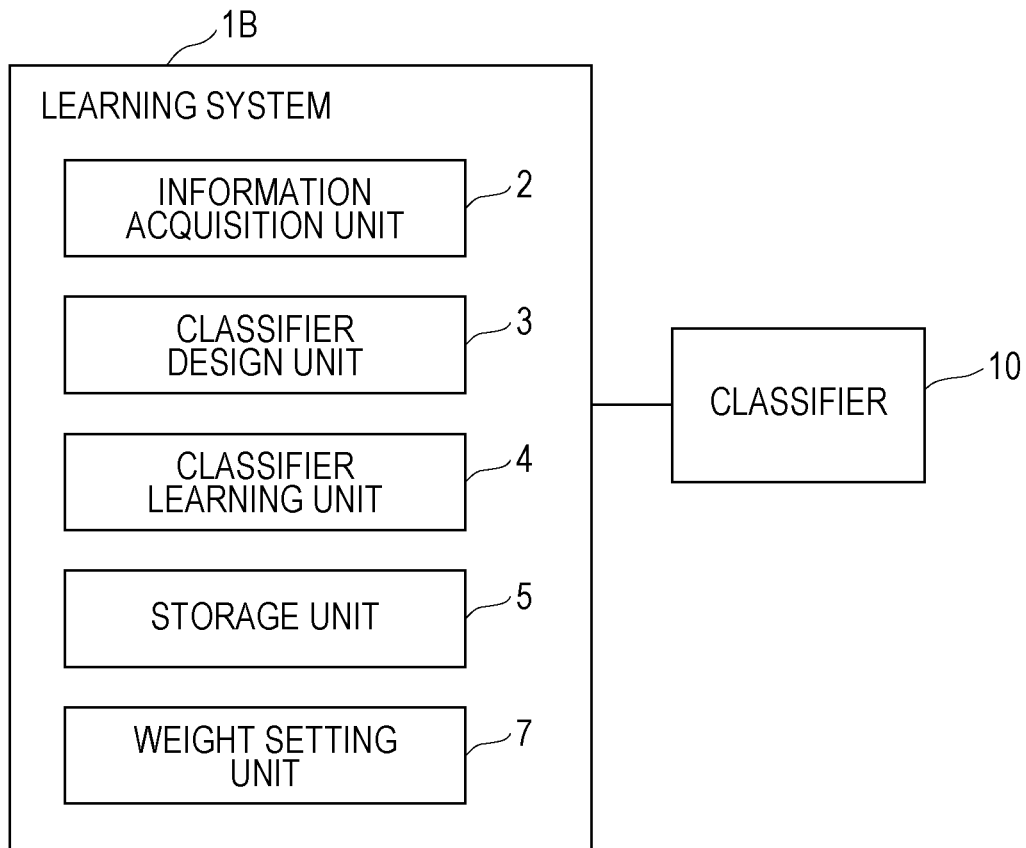 1B
LEARNING SYSTEM
INFORMATION
ACQUISITION UNIT
2
CLASSIFIER
DESIGN UNIT
3
CLASSIFIER
LEARNING UNIT
4
STORAGE UNIT
5
WEIGHT SETTING
UNIT
7
CLASSIFIER
10